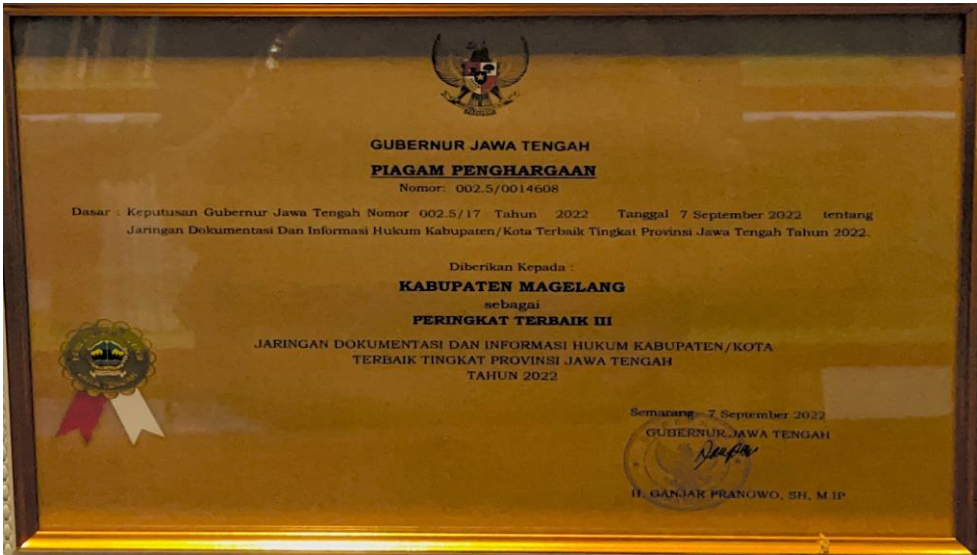 GUBERNUR JAWA TENGAH
PIAGAM PENGHARGAAN
Nomor: 002.5/0014608
Dasar : Keputusan Gubernur Jawa Tengah Nomor 002.5/17 Tahun 2022 Tanggal 7 September 2022 tentang
Jaringan Dokumentasi Dan Informasi Hukum Kabupaten/Kota Terbaik Tingkat Provinsi Jawa Tengah Tahun 2022.
Diberikan Kepada :
KABUPATEN MAGELANG
sebagai
PERINGKAT TERBAIK III
JARINGAN DOKUMENTASI DAN INFORMASI HUKUM KABUPATEN/KOTA
TERBAIK TINGKAT PROVINSI JAWA TENGAH
TAHUN 2022
Semarang, 7 September 2022
GUBERNUR JAWA TENGAH
H. GANJAR PRANOWO, SH, M.IP